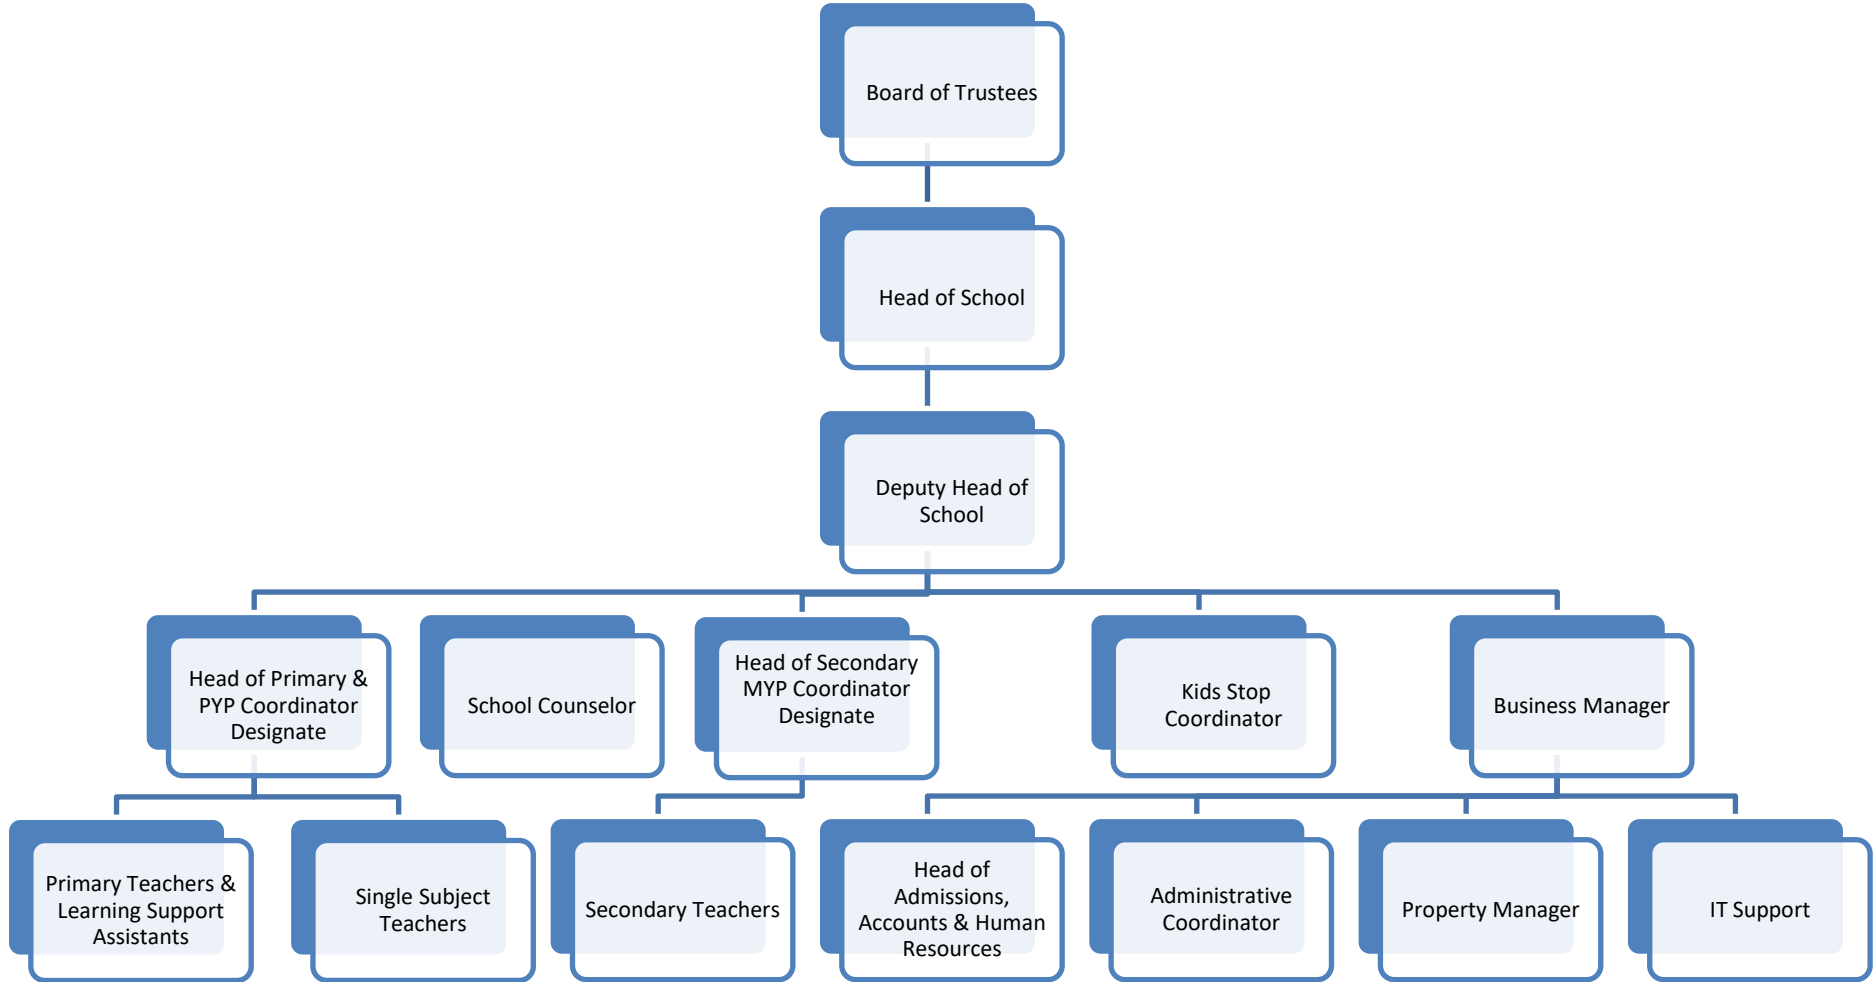 Board of Trustees
Head of School
Deputy Head of
School
Head of Primary &
PYP Coordinator
Designate
School Counselor
Head of Secondary
MYP Coordinator
Designate
Kids Stop
Coordinator
Business Manager
Primary Teachers &
Learning Support
Assistants
Single Subject
Teachers
Secondary Teachers
Head of
Admissions,
Accounts & Human
Resources
Administrative
Coordinator
Property Manager
IT Support